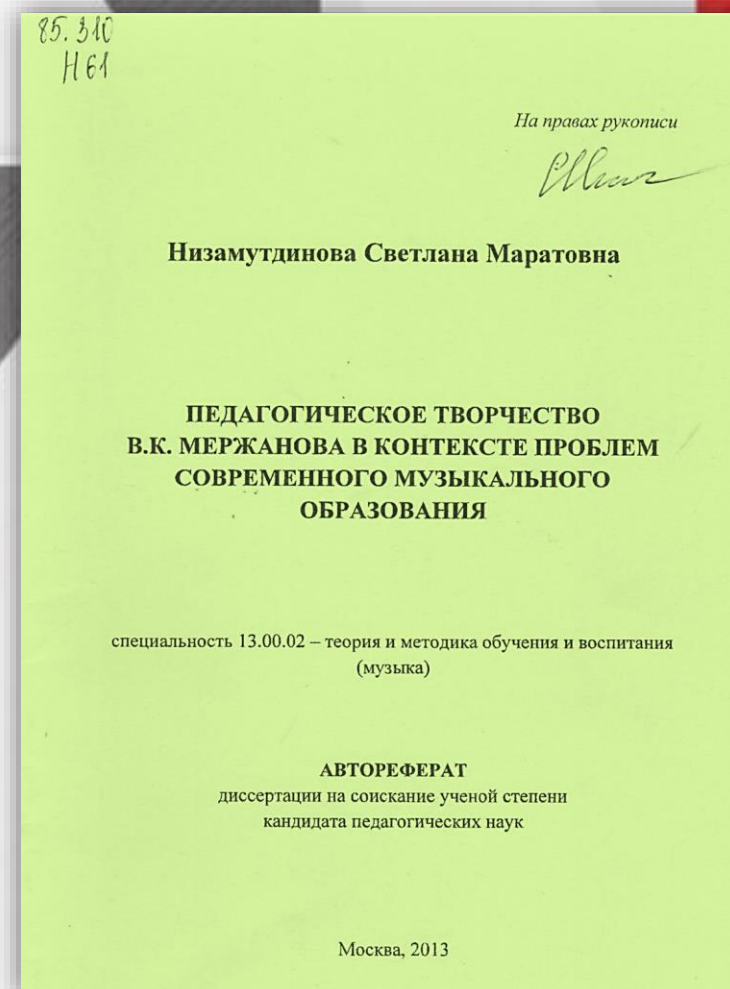 85.310
Н61
На правах рукописи
Низамутдинова Светлана Маратовна
ПЕДАГОГИЧЕСКОЕ ТВОРЧЕСТВО
В.К. МЕРЖАНОВА В КОНТЕКСТЕ ПРОБЛЕМ
СОВРЕМЕННОГО МУЗЫКАЛЬНОГО
ОБРАЗОВАНИЯ
специальность 13.00.02 – теория и методика обучения и воспитания
(музыка)
АВТОРЕФЕРАТ
диссертации на соискание ученой степени
кандидата педагогических наук
Москва, 2013